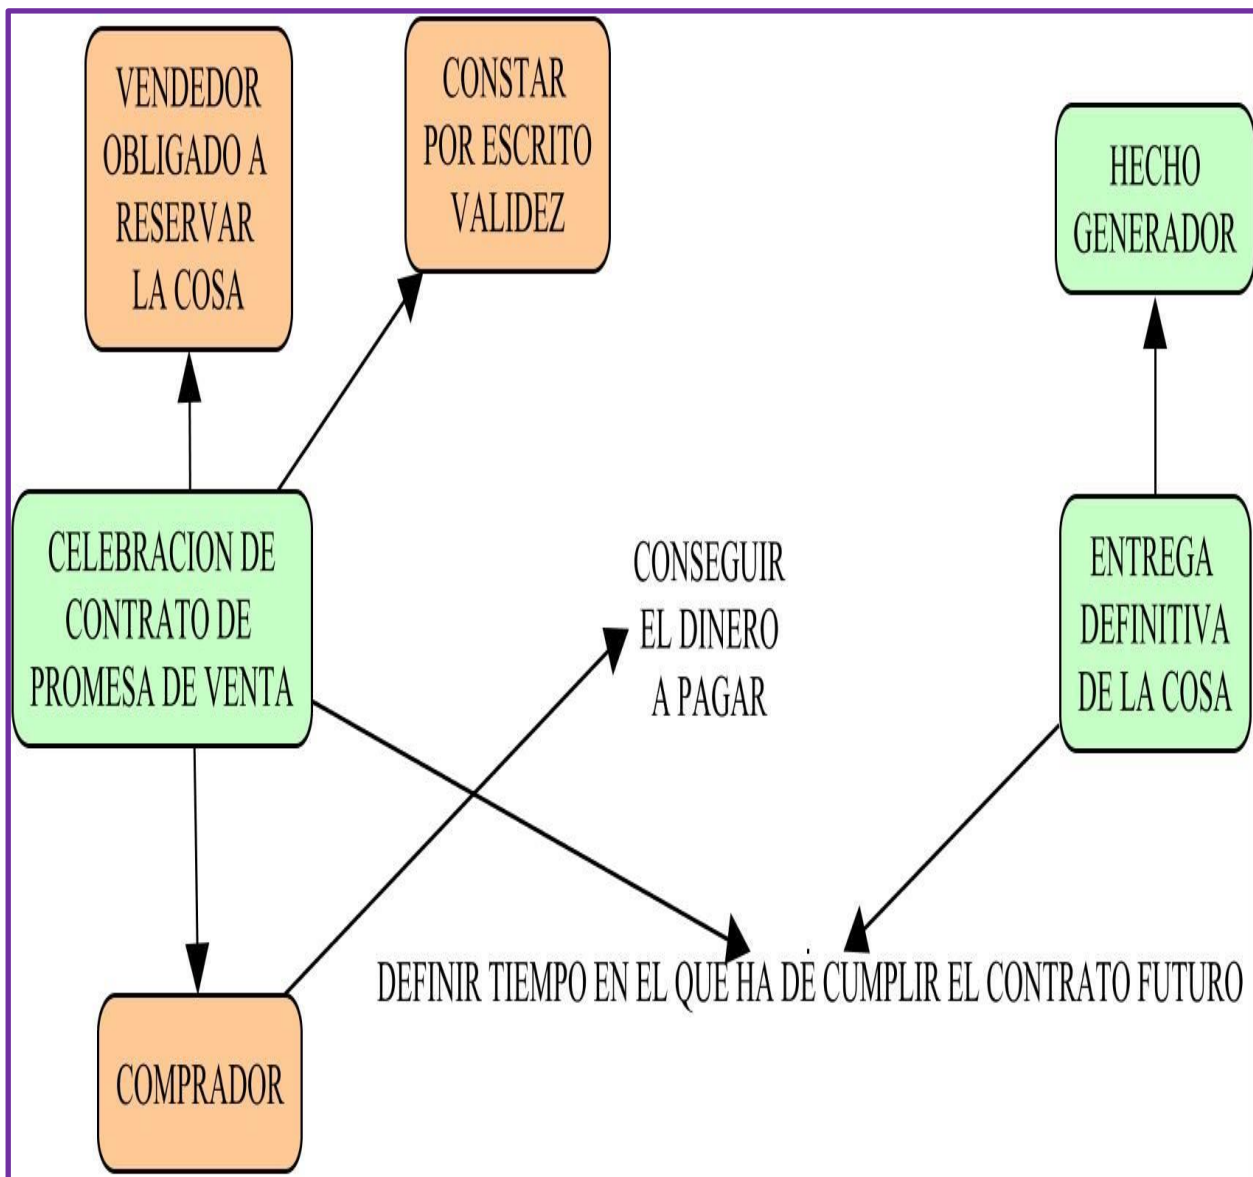 VENDEDOR
OBLIGADO A
RESERVAR
LA COSA
CONSTAR
POR ESCRITO
VALIDEZ
HECHO
GENERADOR
CELEBRACION DE
CONTRATO DE
PROMESA DE VENTA
CONSEGUIR
EL DINERO
A PAGAR
ENTREGA
DEFINITIVA
DE LA COSA
DEFINIR TIEMPO EN EL QUE HA DE CUMPLIR EL CONTRATO FUTURO
COMPRADOR